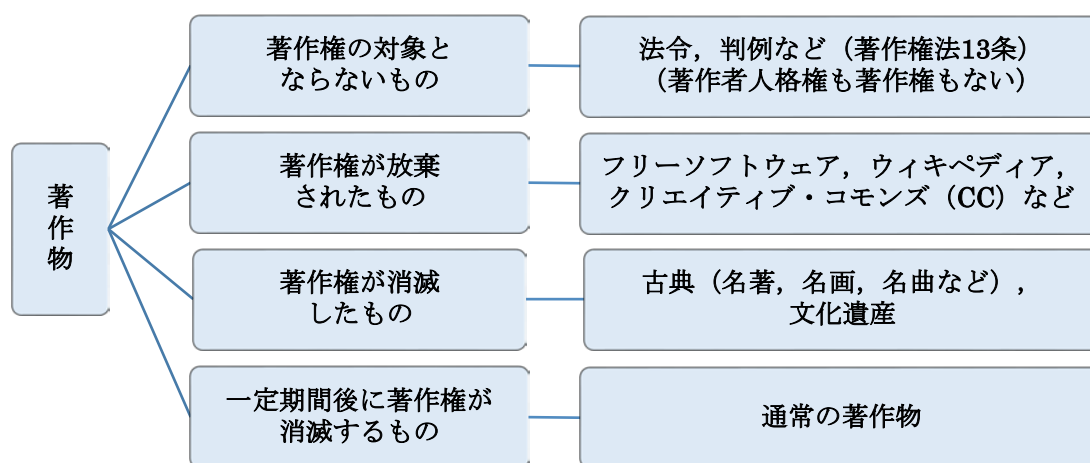 著作物
著作権の対象と
ならないもの
法令，判例など（著作権法13条）
（著作者人格権も著作権もない）
著作権が放棄
されたもの
フリーソフトウェア，ウィキペディア，
クリエイティブ・コモンズ（CC）など
著作権が消滅
したもの
古典（名著，名画，名曲など），
文化遺産
一定期間後に著作権が
消滅するもの
通常の著作物